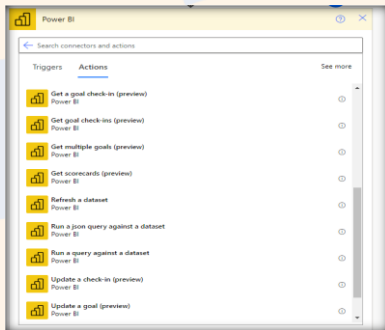 Power BI
Search connectors and actions
Triggers Actions See more
Get a goal check-in (preview)
Power BI
Get goal check-ins (preview)
Power BI
Get multiple goals (preview)
Power BI
Get scorecards (preview)
Power BI
Refresh a dataset
Power BI
Run a json query against a dataset
Power BI
Run a query against a dataset
Power BI
Update a check-in (preview)
Power BI
Update a goal (preview)
Power BI